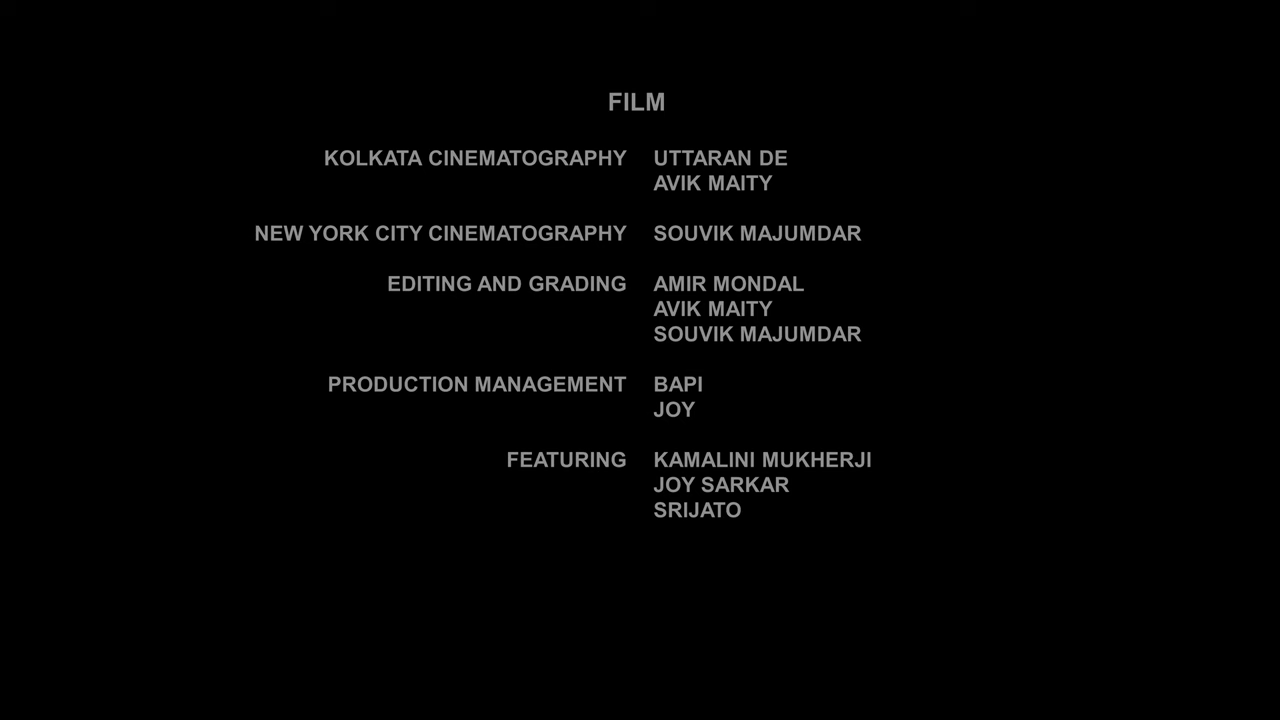 FILM
KOLKATA CINEMATOGRAPHY UTTARAN DE
AVIK MAITY
NEW YORK CITY CINEMATOGRAPHY SOUVIK MAJUMDAR
EDITING AND GRADING AMIR MONDAL
AVIK MAITY
SOUVIK MAJUMDAR
PRODUCTION MANAGEMENT BAPI
JOY
FEATURING KAMALINI MUKHERJI
JOY SARKAR
SRIJATO